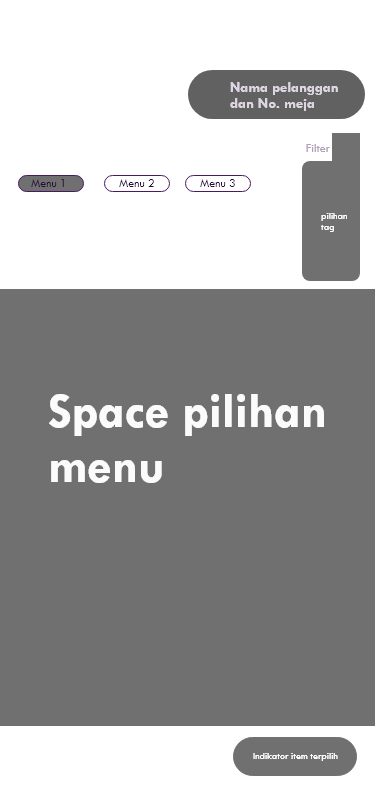 Nama pelanggan
dan No. meja
Filter
Menu 1
Menu 2
Menu 3
pilihan
tag
Space pilihan
menu
Indikator item terpilih